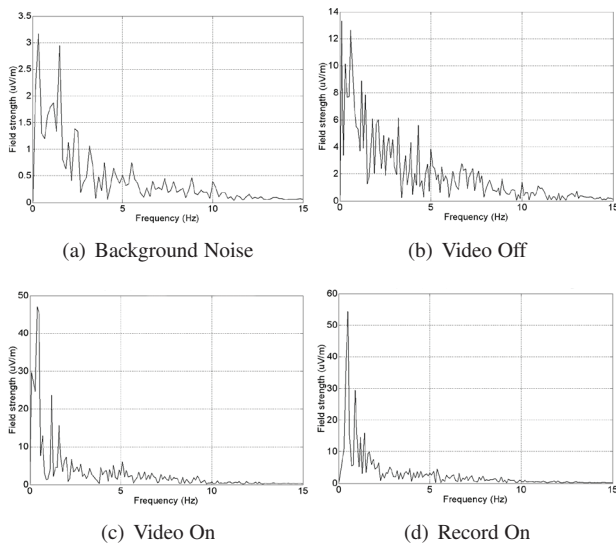 3.5
3
2.5
2
1.5
1
0.5
0
0 5 10 15
Field strength (uV/m)
Frequency (Hz)
(a) Background Noise
14
12
10
8
6
4
2
0
0 5 10 15
Field strength (uV/m)
Frequency (Hz)
(b) Video Off
50
40
30
20
10
0
0 5 10 15
Field strength (uV/m)
Frequency (Hz)
(c) Video On
60
50
40
30
20
10
0
0 5 10 15
Field strength (uV/m)
Frequency (Hz)
(d) Record On